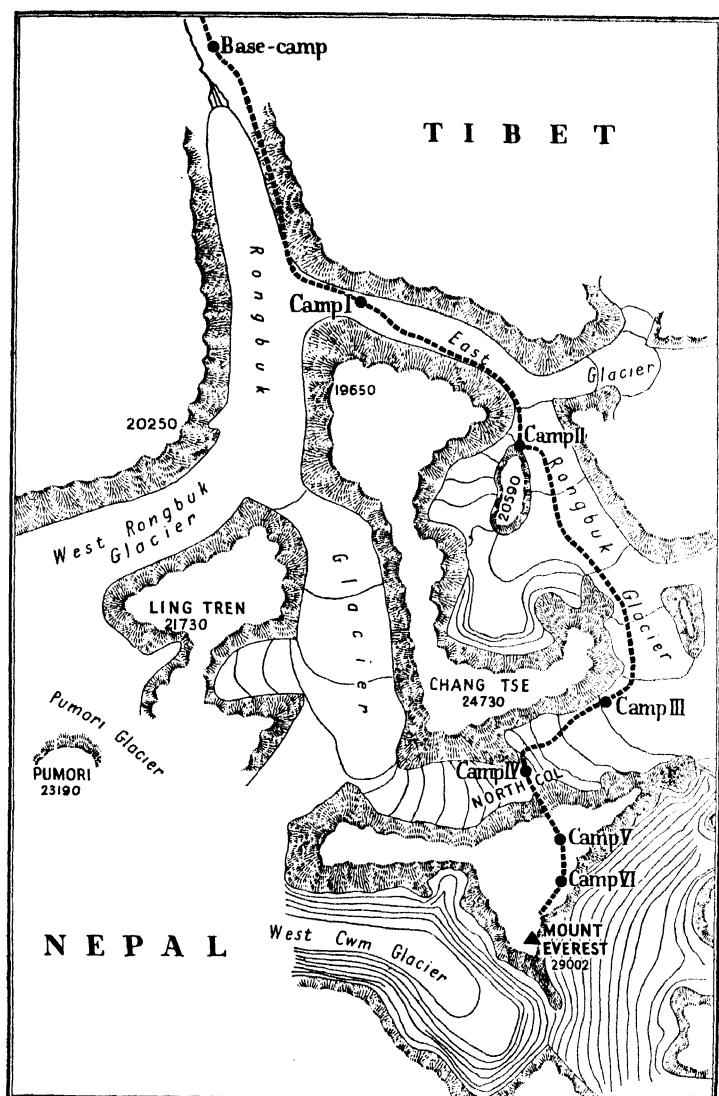 Base-camp
TIBET
Rongbuk
Camp I
East
Glacier
19650
20250
Camp II
Rongbuk
20590
West Rongbuk
Glacier
Glacier
LING TREN
21730
Glacier
CHANG TSE
24730
Camp III
Pumori Glacier
PUMORI
23190
Camp IV
NORTH COL
Camp V
Camp VI
NEPAL
West Cwm Glacier
MOUNT
EVEREST
29002